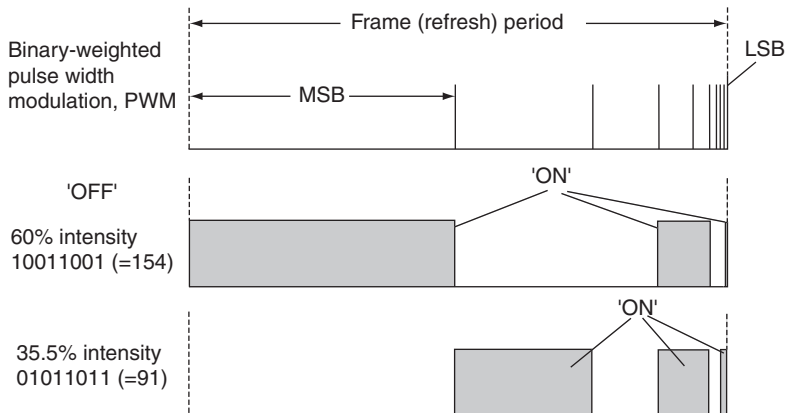 Frame (refresh) period
Binary-weighted
pulse width
modulation, PWM
LSB
MSB
'OFF'
'ON'
60% intensity
10011001 (=154)
'ON'
35.5% intensity
01011011 (=91)